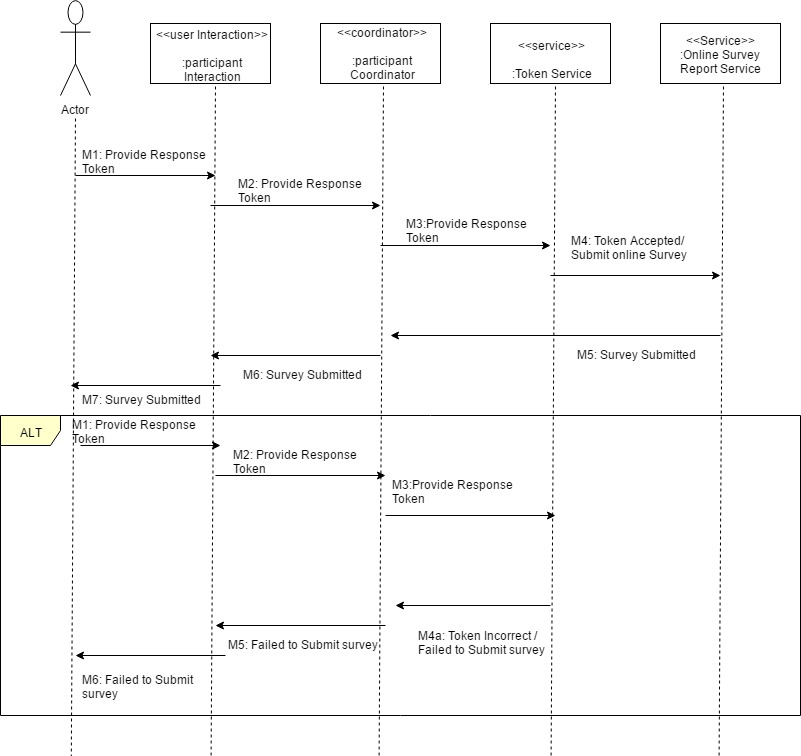 <<user Interaction>>
:participant
Interaction
<<coordinator>>
:participant
Coordinator
<<service>>
:Token Service
<<Service>>
:Online Survey
Report Service
Actor
M1: Provide Response
Token
M2: Provide Response
Token
M3:Provide Response
Token
M4: Token Accepted/
Submit online Survey
M5: Survey Submitted
M6: Survey Submitted
M7: Survey Submitted
ALT
M1: Provide Response
Token
M2: Provide Response
Token
M3:Provide Response
Token
M4a: Token Incorrect /
Failed to Submit survey
M5: Failed to Submit survey
M6: Failed to Submit
survey